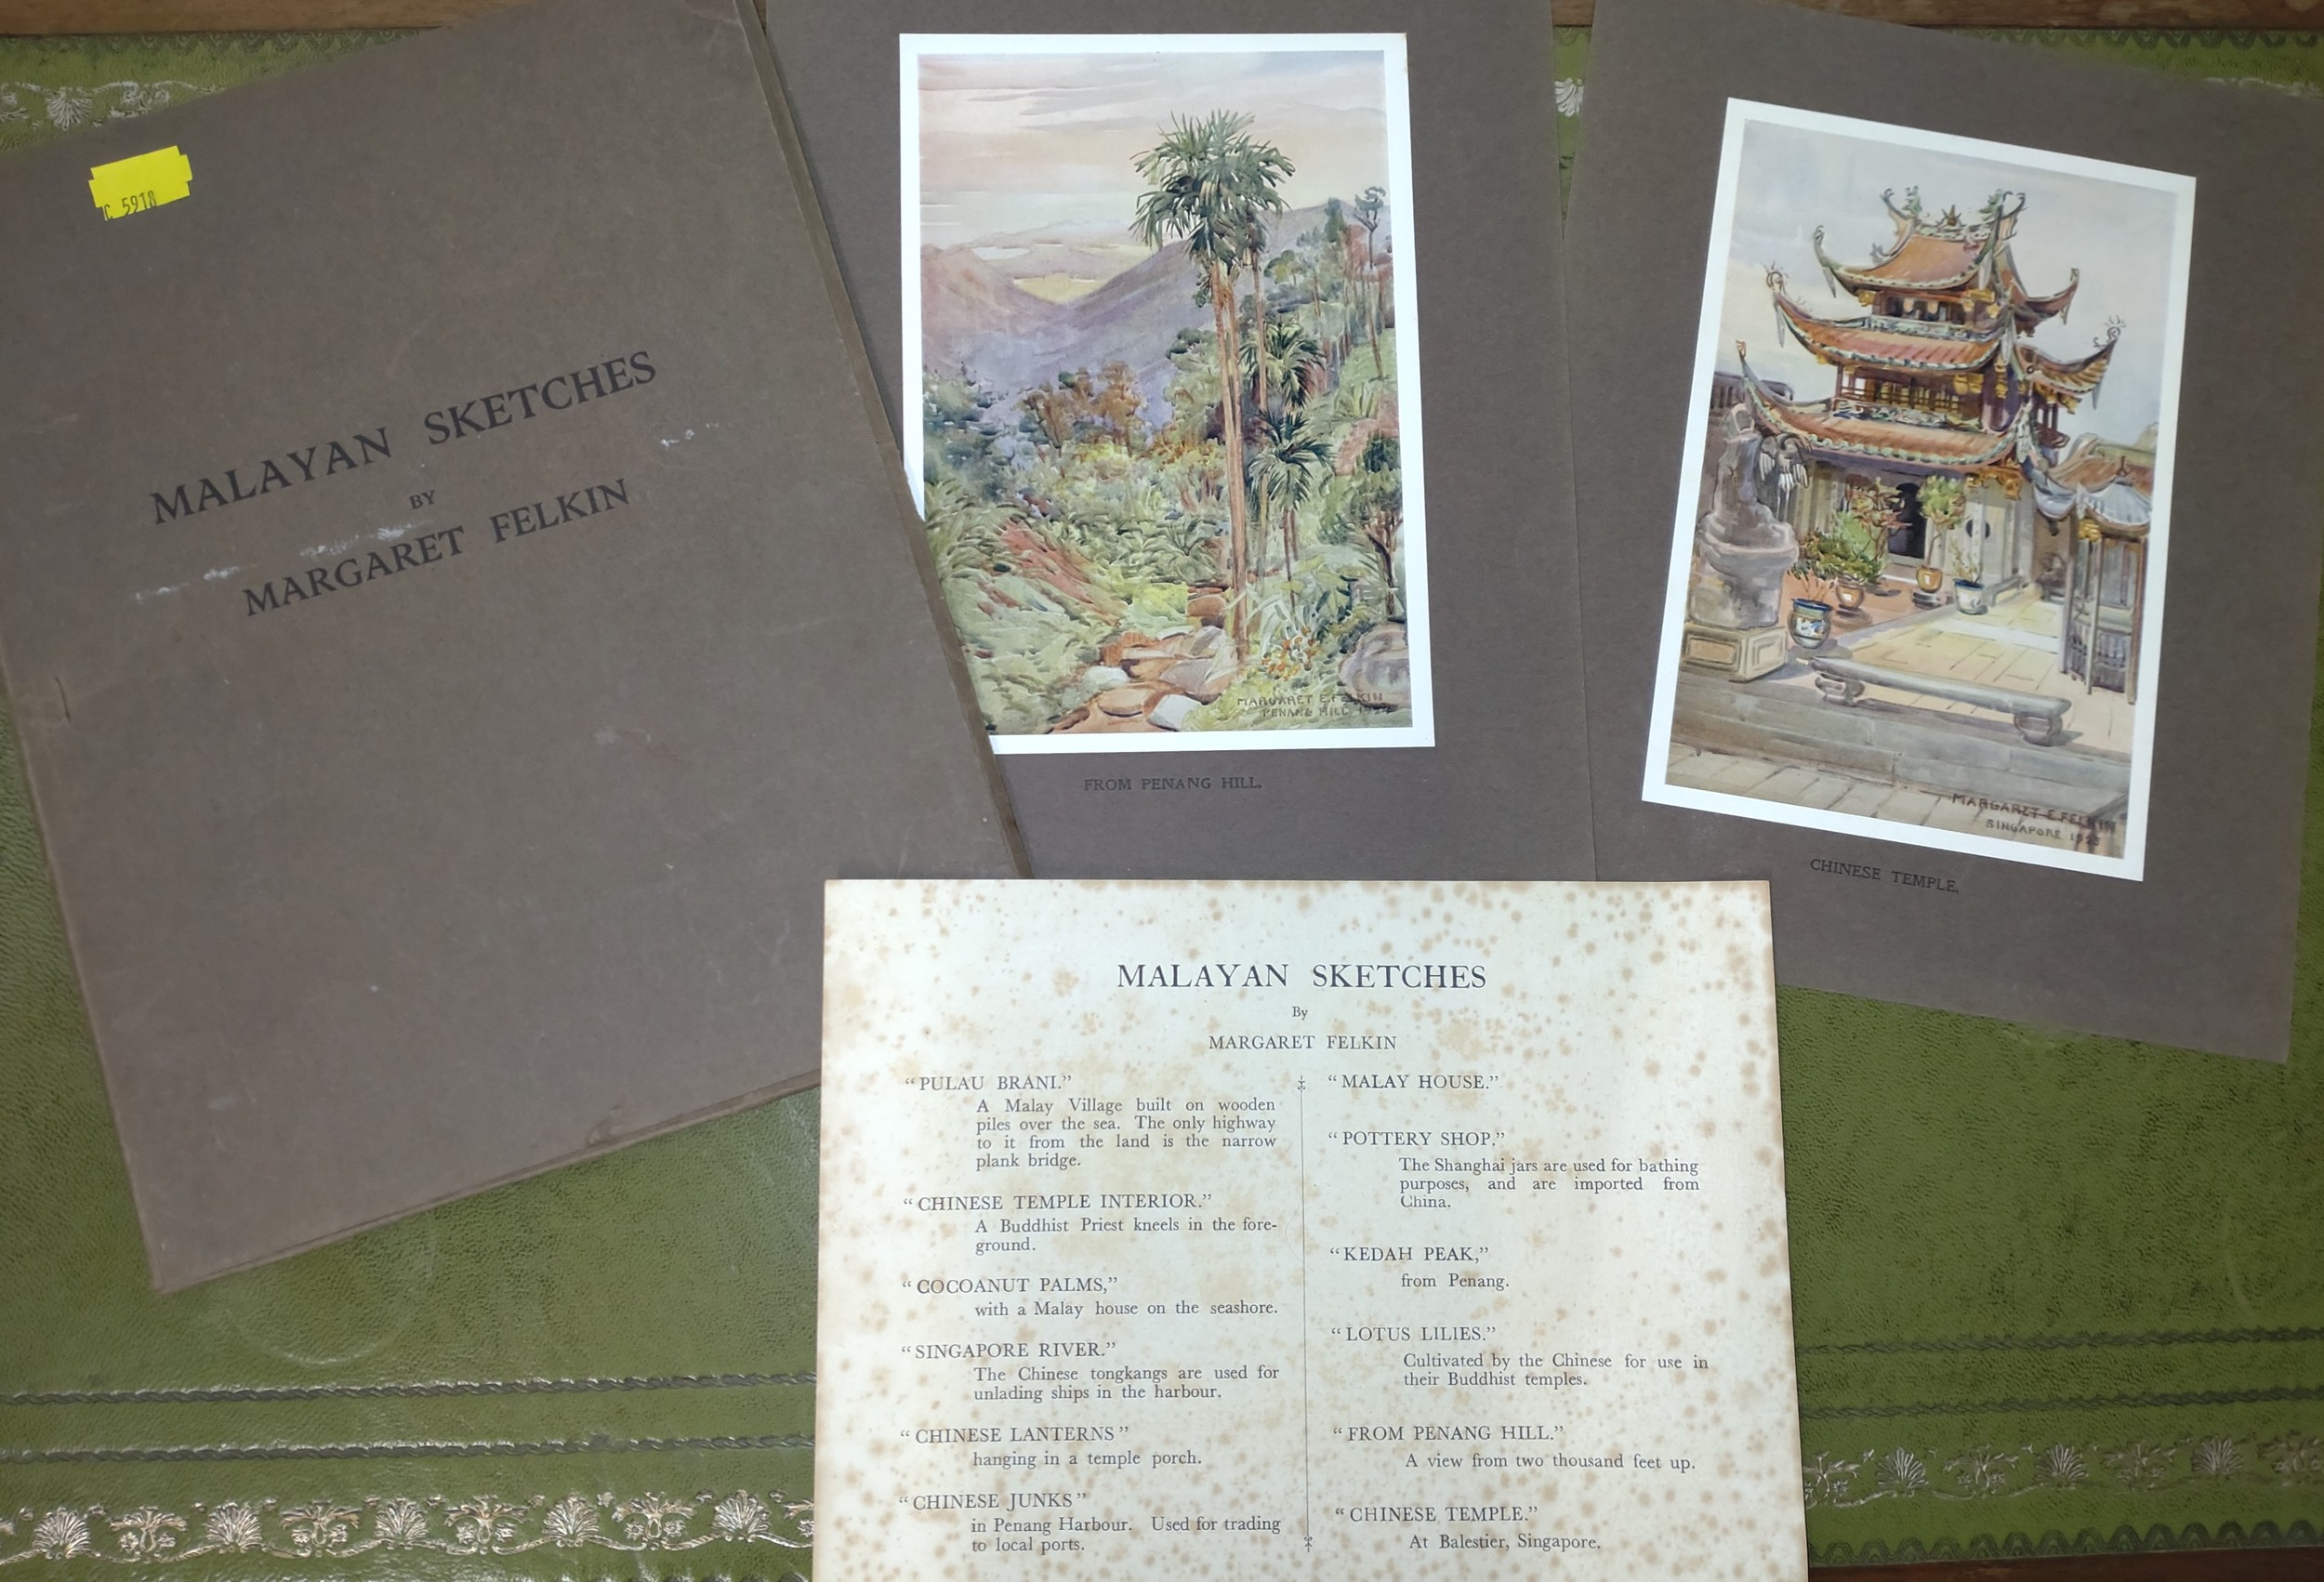 C 5918
MALAYAN SKETCHES
BY
MARGARET FELKIN
MARGARET E. FELKIN
PENANG HILL
FROM PENANG HILL.
MARGARET E. FELKIN
SINGAPORE
CHINESE TEMPLE.
MALAYAN SKETCHES
By
MARGARET FELKIN
“PULAU BRANI.”
A Malay Village built on wooden
piles over the sea. The only highway
to it from the land is the narrow
plank bridge.
“CHINESE TEMPLE INTERIOR.”
A Buddhist Priest kneels in the fore-
ground.
“COCOANUT PALMS,”
with a Malay house on the seashore.
“SINGAPORE RIVER.”
The Chinese tongkangs are used for
unlading ships in the harbour.
“CHINESE LANTERNS”
hanging in a temple porch.
“CHINESE JUNKS”
in Penang Harbour. Used for trading
to local ports.
“MALAY HOUSE.”
“POTTERY SHOP.”
The Shanghai jars are used for bathing
purposes, and are imported from
China.
“KEDAH PEAK,”
from Penang.
“LOTUS LILIES.”
Cultivated by the Chinese for use in
their Buddhist temples.
“FROM PENANG HILL.”
A view from two thousand feet up.
“CHINESE TEMPLE.”
At Balestier, Singapore.